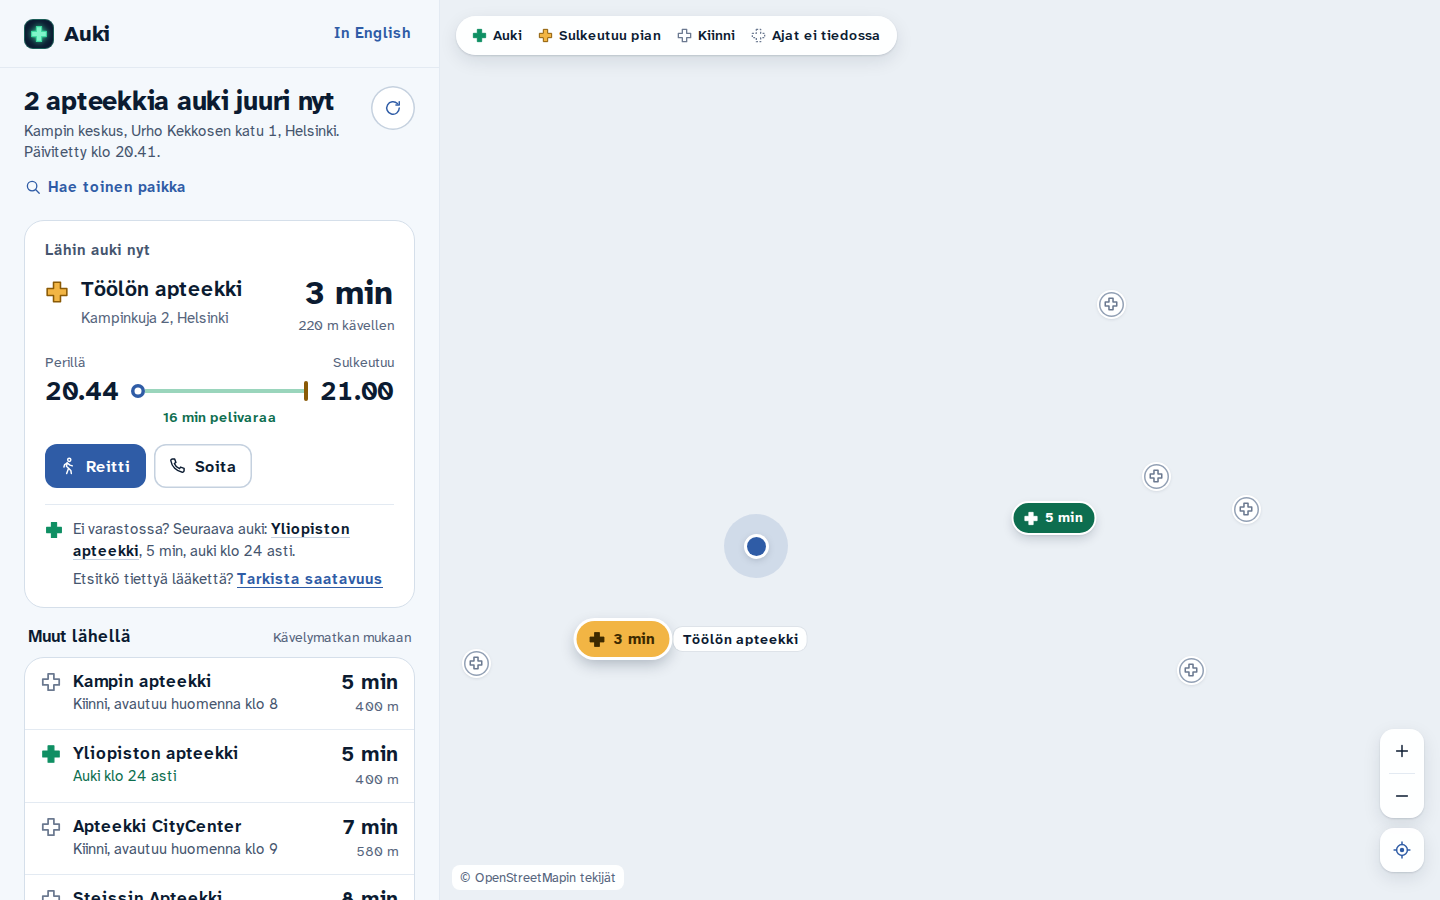 Auki
In English
2 apteekkia auki juuri nyt
Kampin keskus, Urho Kekkosen katu 1, Helsinki.
Päivitetty klo 20.41.
Hae toinen paikka
Lähin auki nyt
Töölön apteekki
3 min
Kampinkuja 2, Helsinki
220 m kävellen
Perillä
Sulkeutuu
20.44
21.00
16 min pelivaraa
Reitti
Soita
Ei varastossa? Seuraava auki: Yliopiston
apteekki, 5 min, auki klo 24 asti.
Etsitkö tiettyä lääkettä? Tarkista saatavuus
Muut lähellä
Kävelymatkan mukaan
Kampin apteekki
5 min
Kiinni, avautuu huomenna klo 8
400 m
Yliopiston apteekki
5 min
Auki klo 24 asti
400 m
Apteekki CityCenter
7 min
Kiinni, avautuu huomenna klo 9
580 m
Steissin Apteekki
8 min
Auki
Sulkeutuu pian
Kiinni
Ajat ei tiedossa
5 min
3 min
Töölön apteekki
© OpenStreetMapin tekijät